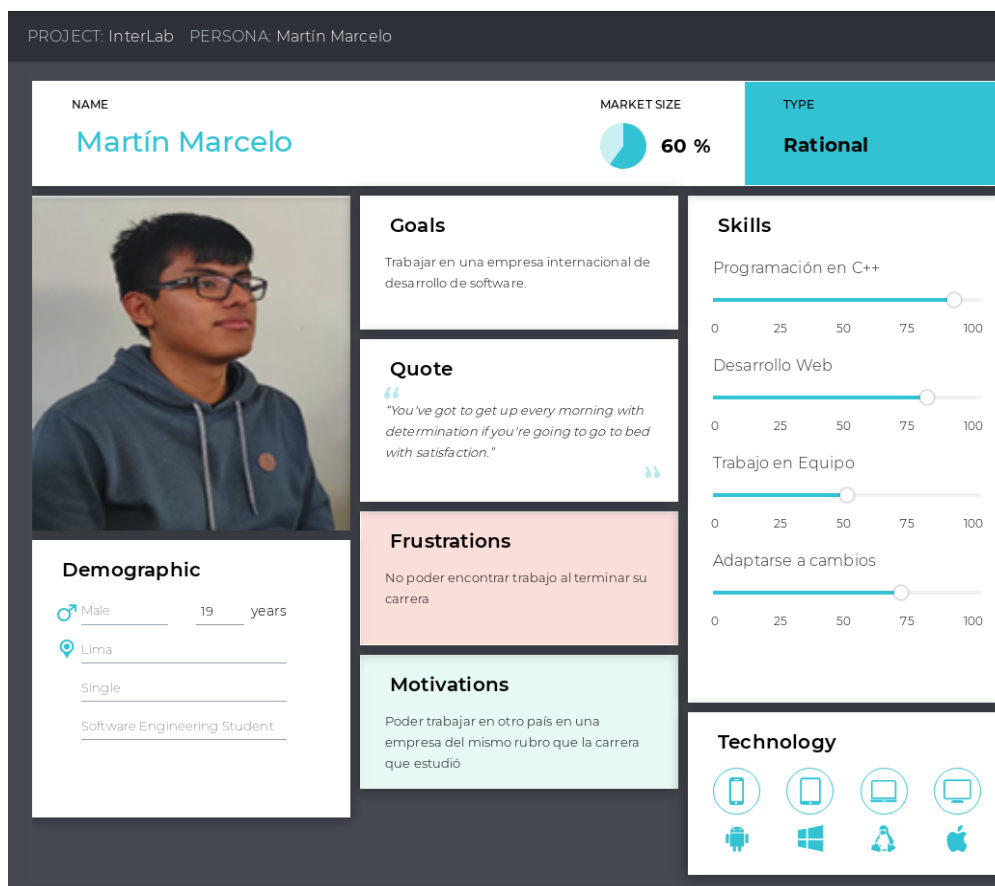 PROJECT: InterLab PERSONA: Martín Marcelo
NAME
Martín Marcelo
MARKET SIZE
60 %
TYPE
Rational
Goals
Trabajar en una empresa internacional de
desarrollo de software.
Quote
“
“You've got to get up every morning with
determination if you're going to go to bed
with satisfaction.”
”
Frustrations
No poder encontrar trabajo al terminar su
carrera
Motivations
Poder trabajar en otro país en una
empresa del mismo rubro que la carrera
que estudió
Demographic
Male 19 years
Lima
Single
Software Engineering Student
Skills
Programación en C++
0 25 50 75 100
Desarrollo Web
0 25 50 75 100
Trabajo en Equipo
0 25 50 75 100
Adaptarse a cambios
0 25 50 75 100
Technology